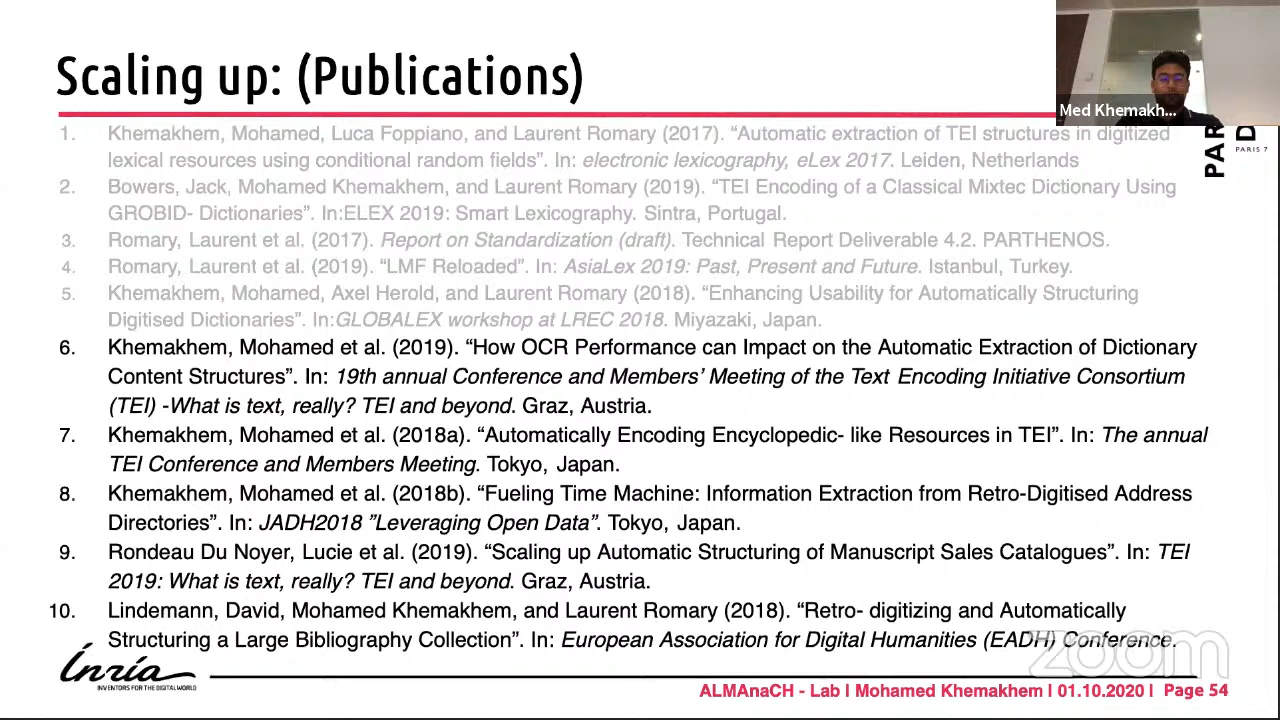 Scaling up: (Publications)
Med Khemakh...
PAR
D
PARIS 7
1. Khemakhem, Mohamed, Luca Foppiano, and Laurent Romary (2017). “Automatic extraction of TEI structures in digitized
lexical resources using conditional random fields”. In: electronic lexicography, eLex 2017. Leiden, Netherlands
2. Bowers, Jack, Mohamed Khemakhem, and Laurent Romary (2019). “TEI Encoding of a Classical Mixtec Dictionary Using
GROBID- Dictionaries”. In:ELEX 2019: Smart Lexicography. Sintra, Portugal.
3. Romary, Laurent et al. (2017). Report on Standardization (draft). Technical Report Deliverable 4.2. PARTHENOS.
4. Romary, Laurent et al. (2019). “LMF Reloaded”. In: AsiaLex 2019: Past, Present and Future. Istanbul, Turkey.
5. Khemakhem, Mohamed, Axel Herold, and Laurent Romary (2018). “Enhancing Usability for Automatically Structuring
Digitised Dictionaries”. In:GLOBALEX workshop at LREC 2018. Miyazaki, Japan.
6. Khemakhem, Mohamed et al. (2019). “How OCR Performance can Impact on the Automatic Extraction of Dictionary
Content Structures”. In: 19th annual Conference and Members’ Meeting of the Text Encoding Initiative Consortium
(TEI) -What is text, really? TEI and beyond. Graz, Austria.
7. Khemakhem, Mohamed et al. (2018a). “Automatically Encoding Encyclopedic- like Resources in TEI”. In: The annual
TEI Conference and Members Meeting. Tokyo, Japan.
8. Khemakhem, Mohamed et al. (2018b). “Fueling Time Machine: Information Extraction from Retro-Digitised Address
Directories”. In: JADH2018 ”Leveraging Open Data”. Tokyo, Japan.
9. Rondeau Du Noyer, Lucie et al. (2019). “Scaling up Automatic Structuring of Manuscript Sales Catalogues”. In: TEI
2019: What is text, really? TEI and beyond. Graz, Austria.
10. Lindemann, David, Mohamed Khemakhem, and Laurent Romary (2018). “Retro- digitizing and Automatically
Structuring a Large Bibliography Collection”. In: European Association for Digital Humanities (EADH) Conference.
zoom
Inria
INVENTORS FOR THE DIGITAL WORLD
ALMAnaCH - Lab I Mohamed Khemakhem I 01.10.2020 I Page 54